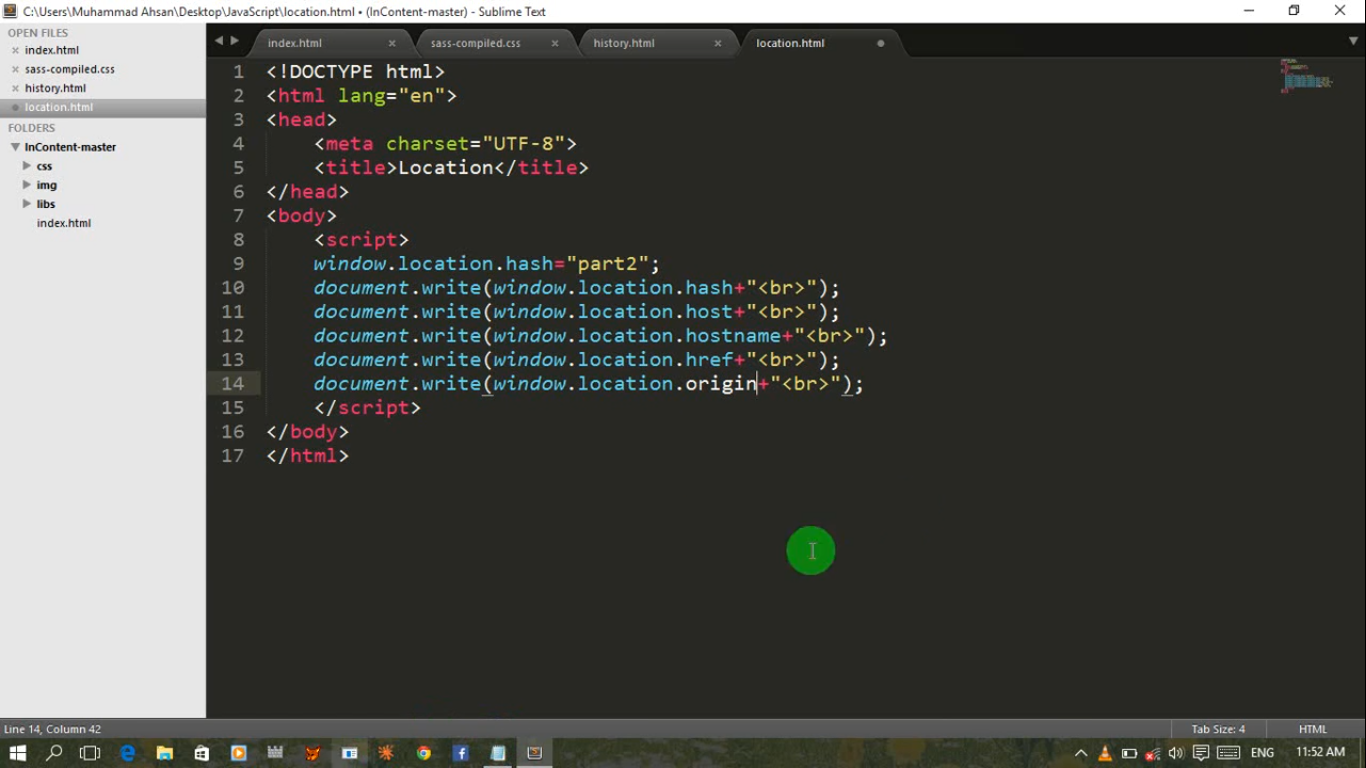 C:\Users\Muhammad Ahsan\Desktop\JavaScript\location.html • (InContent-master) - Sublime Text
OPEN FILES
index.html
sass-compiled.css
history.html
location.html
FOLDERS
InContent-master
css
img
libs
index.html
index.html
sass-compiled.css
history.html
location.html
1 <!DOCTYPE html>
2 <html lang="en">
3 <head>
4 <meta charset="UTF-8">
5 <title>Location</title>
6 </head>
7 <body>
8 <script>
9 window.location.hash="part2";
10 document.write(window.location.hash+"<br>");
11 document.write(window.location.host+"<br>");
12 document.write(window.location.hostname+"<br>");
13 document.write(window.location.href+"<br>");
14 document.write(window.location.origin+"<br>");
15 </script>
16 </body>
17 </html>
Line 14, Column 42
Tab Size: 4
HTML
ENG
11:52 AM